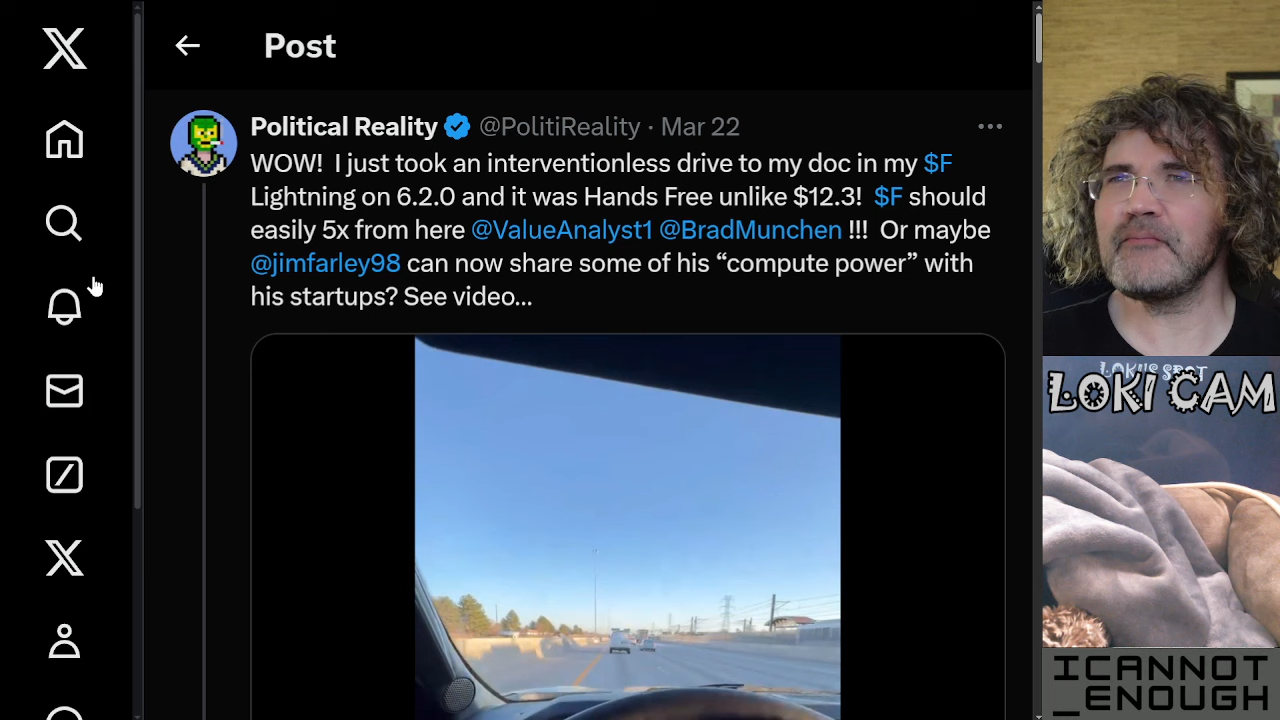 Post
Political Reality @PolitiReality · Mar 22
WOW! I just took an interventionless drive to my doc in my $F
Lightning on 6.2.0 and it was Hands Free unlike $12.3! $F should
easily 5x from here @ValueAnalyst1 @BradMunchen !!! Or maybe
@jimfarley98 can now share some of his “compute power” with
his startups? See video...
LOKI'S SPOT
LOKI CAM
ICANNOT
_ENOUGH